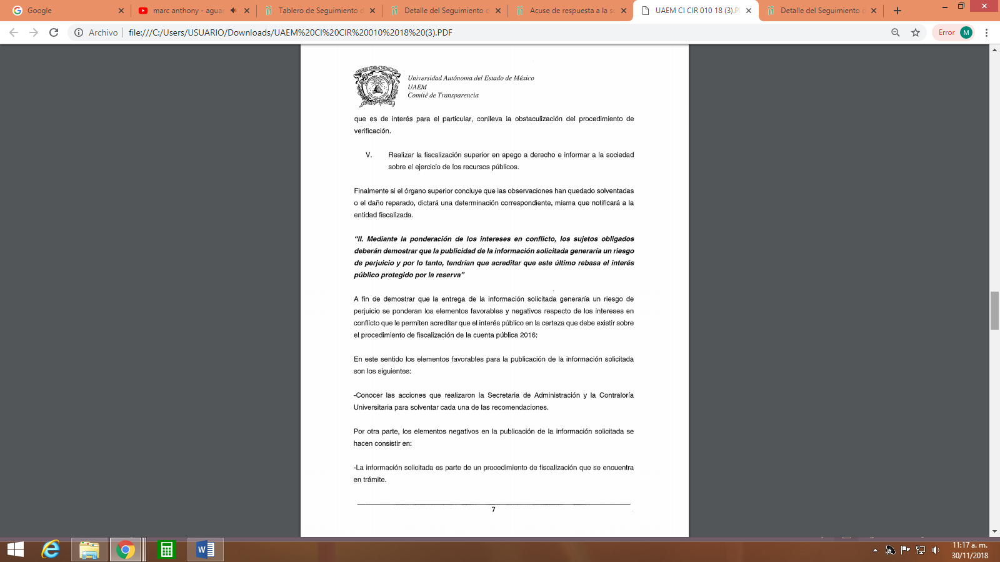 Google
marc anthony - aguar
Tablero de Seguimiento d
Detalle del Seguimiento d
Acuse de respuesta a la so
UAEM CI CIR 010 18 (3).P
Detalle del Seguimiento d
Archivo
file:///C:/Users/USUARIO/Downloads/UAEM%20CI%20CIR%20010%2018%20(3).PDF
Error
M
Universidad Autónoma del Estado de México
UAEM
Comité de Transparencia
que es de interés para el particular, conlleva la obstaculización del procedimiento de
verificación.
V. Realizar la fiscalización superior en apego a derecho e informar a la sociedad
sobre el ejercicio de los recursos públicos.
Finalmente si el órgano superior concluye que las observaciones han quedado solventadas
o el daño reparado, dictará una determinación correspondiente, misma que notificará a la
entidad fiscalizada.
“II. Mediante la ponderación de los intereses en conflicto, los sujetos obligados
deberán demostrar que la publicidad de la información solicitada generaría un riesgo
de perjuicio y por lo tanto, tendrían que acreditar que este último rebasa el interés
público protegido por la reserva”
A fin de demostrar que la entrega de la información solicitada generaría un riesgo de
perjuicio se ponderan los elementos favorables y negativos respecto de los intereses en
conflicto que le permiten acreditar que el interés público en la certeza que debe existir sobre
el procedimiento de fiscalización de la cuenta pública 2016:
En este sentido los elementos favorables para la publicación de la información solicitada
son los siguientes:
-Conocer las acciones que realizaron la Secretaria de Administración y la Contraloría
Universitaria para solventar cada una de las recomendaciones.
Por otra parte, los elementos negativos en la publicación de la información solicitada se
hacen consistir en:
-La información solicitada es parte de un procedimiento de fiscalización que se encuentra
en trámite.
7
11:17 a. m.
30/11/2018